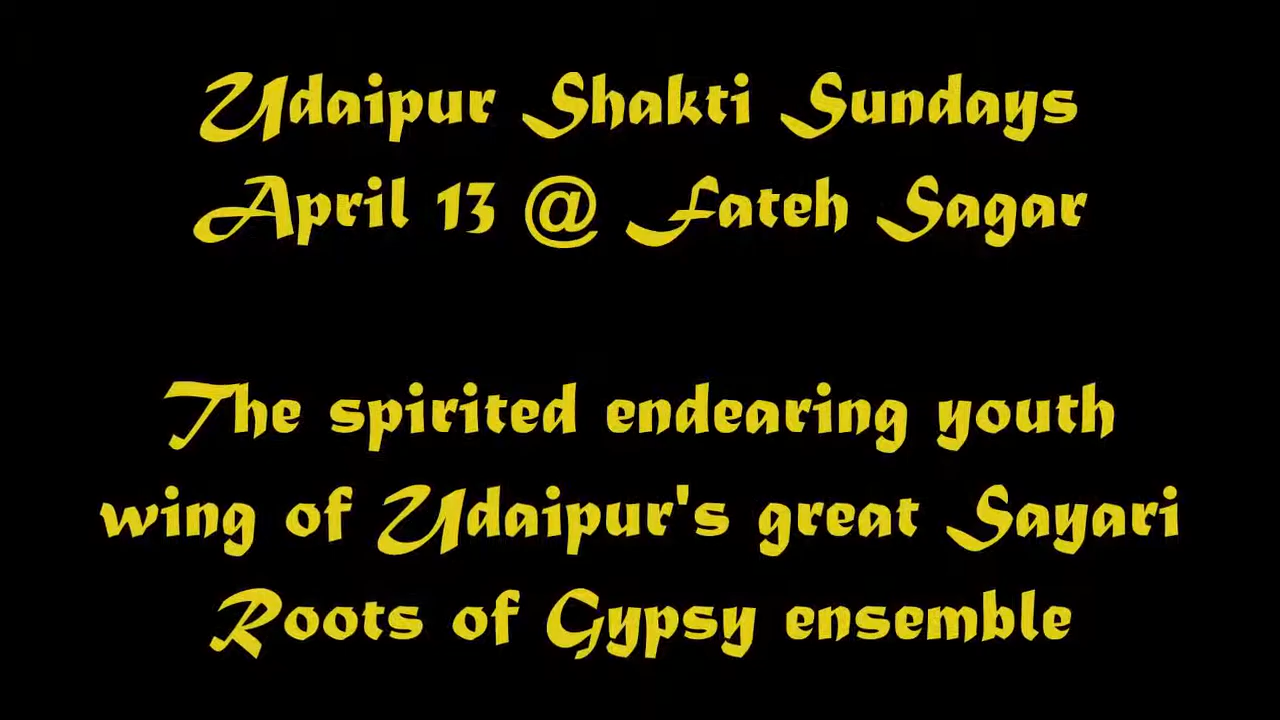 Udaipur Shakti Sundays
April 13 @ Fateh Sagar
The spirited endearing youth
wing of Udaipur's great Sayari
Roots of Gypsy ensemble